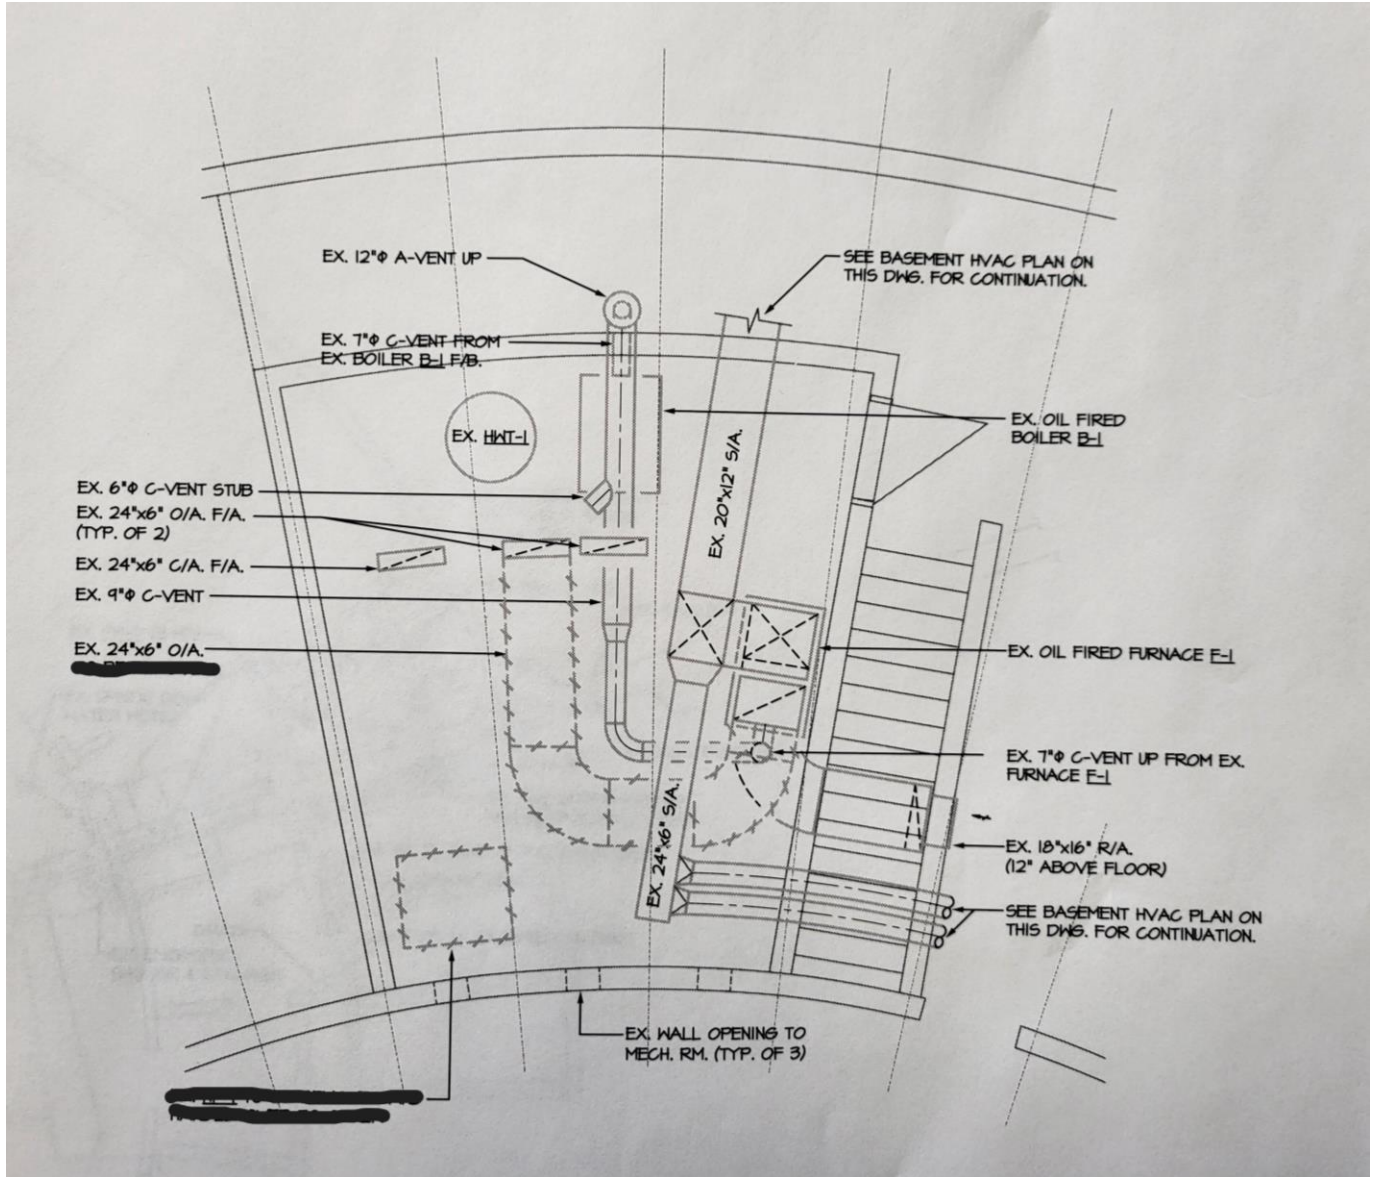 EX. 12"Φ A-VENT UP
SEE BASEMENT HVAC PLAN ON
THIS DWG. FOR CONTINUATION.
EX. 7"Φ C-VENT FROM
EX. BOILER B-1 F/B.
EX. HWT-1
EX. OIL FIRED
BOILER B-1
EX. 20"x12" S/A.
EX. 6"Φ C-VENT STUB
EX. 24"x6" O/A. F/A.
(TYP. OF 2)
EX. 24"x6" C/A. F/A.
EX. 9"Φ C-VENT
EX. 24"x6" O/A.
EX. OIL FIRED FURNACE F-1
EX. 7"Φ C-VENT UP FROM EX.
FURNACE F-1
EX. 24"x6" S/A.
EX. 18"x16" R/A.
(12" ABOVE FLOOR)
SEE BASEMENT HVAC PLAN ON
THIS DWG. FOR CONTINUATION.
EX. WALL OPENING TO
MECH. RM. (TYP. OF 3)